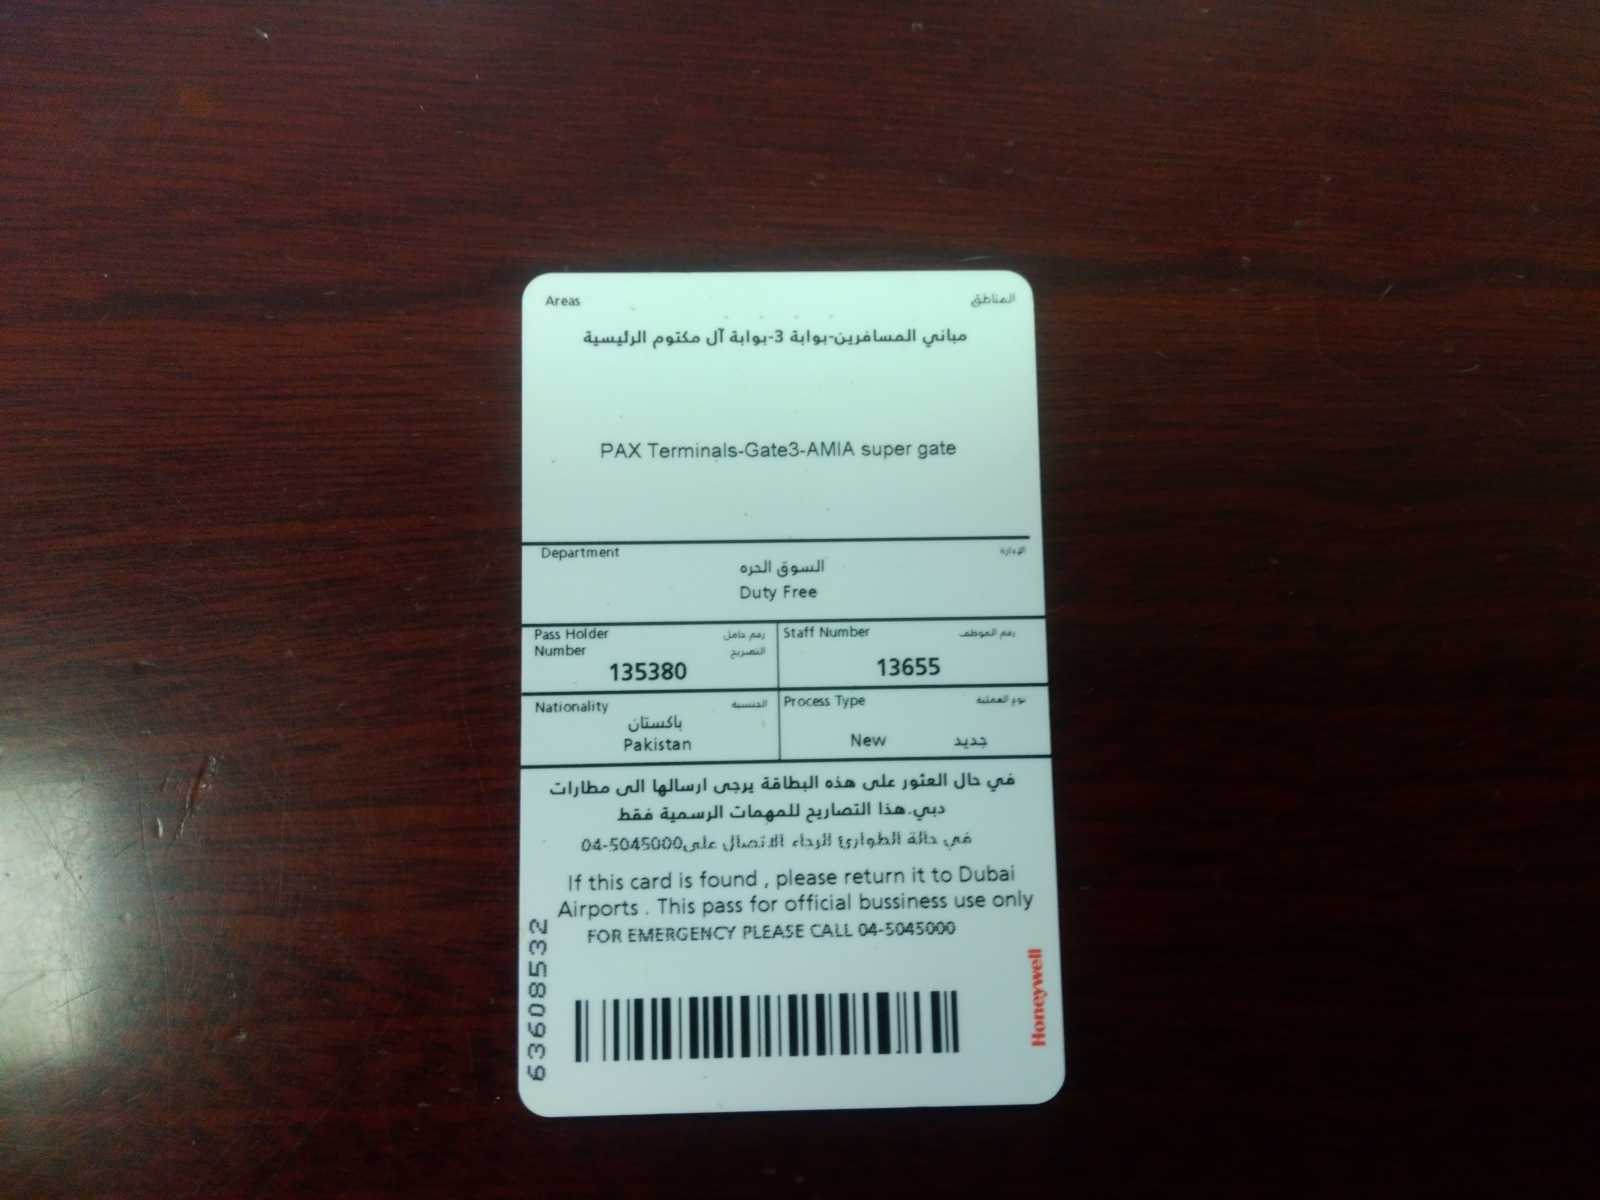 Areas المناطق
مباني المسافرين-بوابة 3-بوابة آل مكتوم الرئيسية
PAX Terminals-Gate3-AMIA super gate
Department الإدارة
السوق الحره
Duty Free
Pass Holder رقم حامل
Number التصريح
135380
Staff Number رقم الموظف
13655
Nationality الجنسية
باكستان
Pakistan
Process Type نوع العملية
New جديد
في حال العثور على هذه البطاقة يرجى ارسالها الى مطارات
دبي.هذا التصاريح للمهمات الرسمية فقط
في حالة الطوارئ الرجاء الاتصال على04-5045000
If this card is found , please return it to Dubai
Airports . This pass for official bussiness use only
FOR EMERGENCY PLEASE CALL 04-5045000
63608532
Honeywell